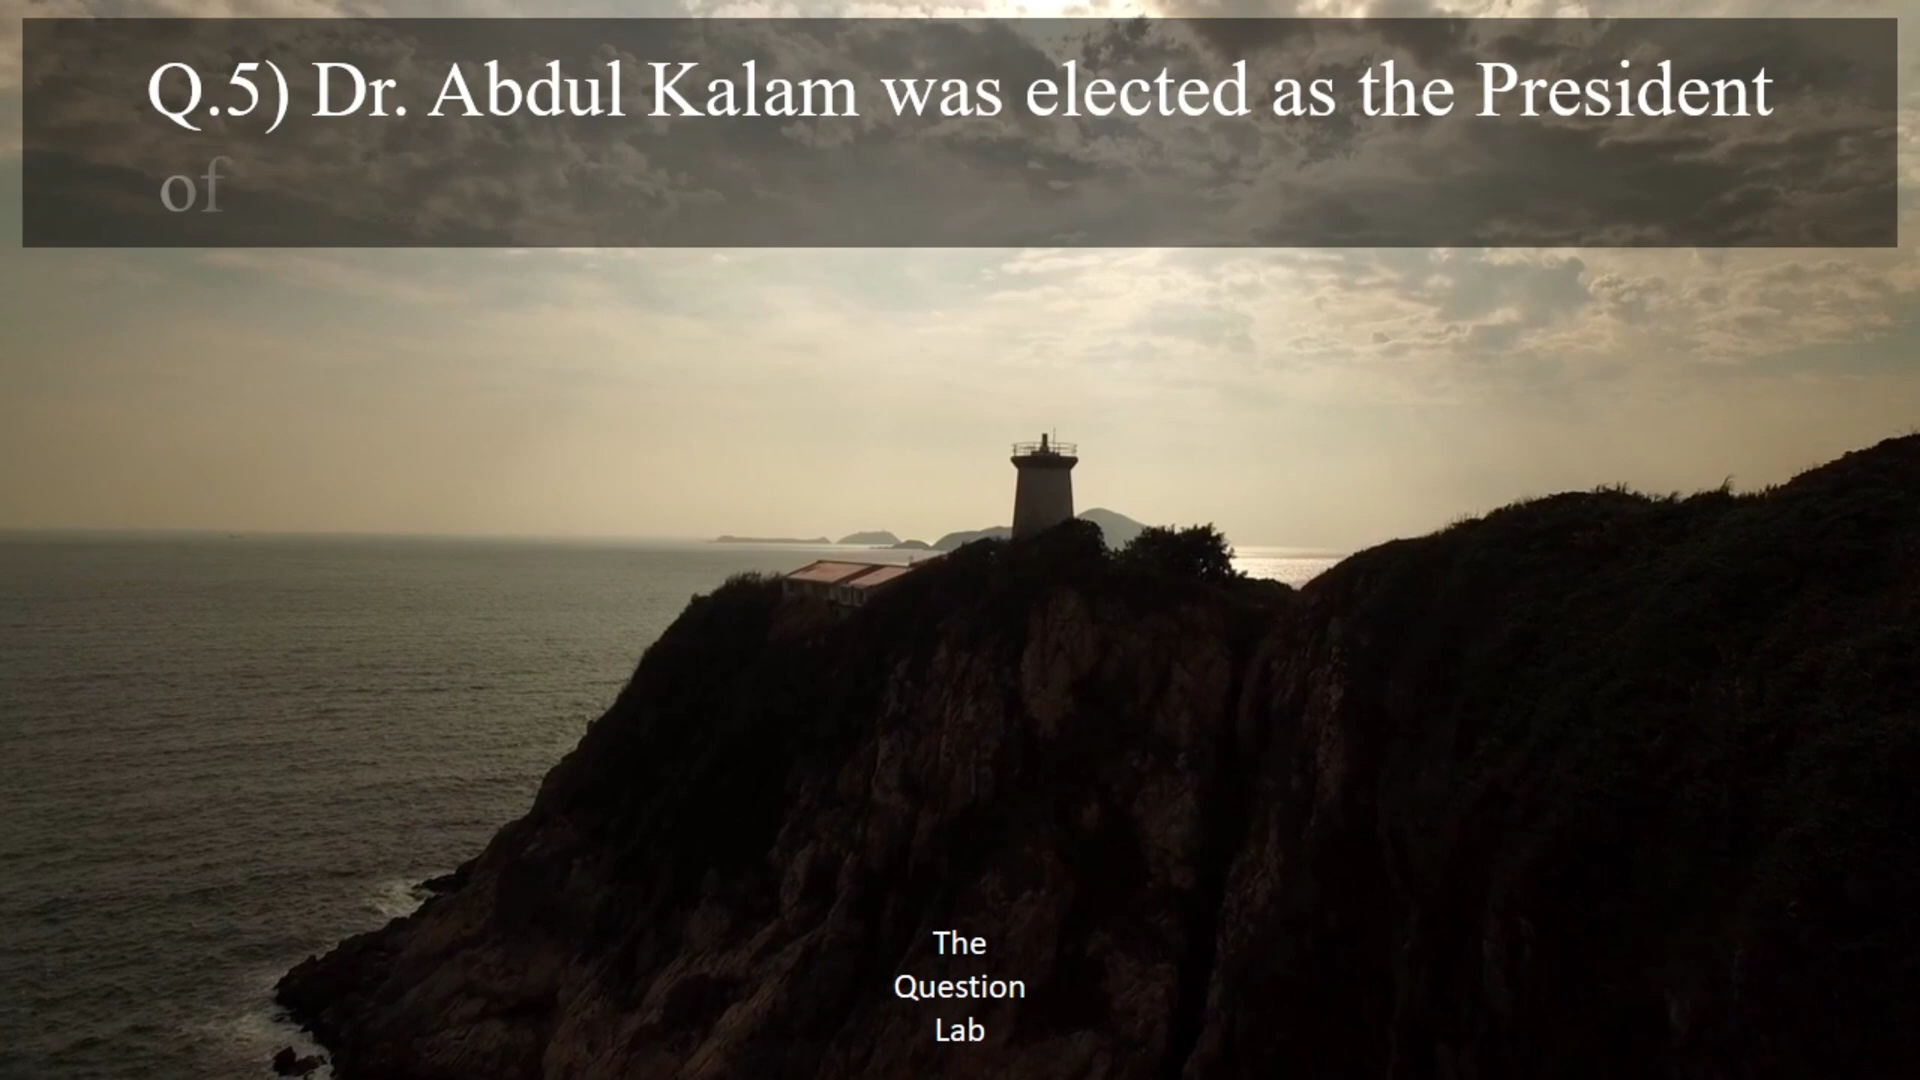 Q.5) Dr. Abdul Kalam was elected as the President
of
The
Question
Lab